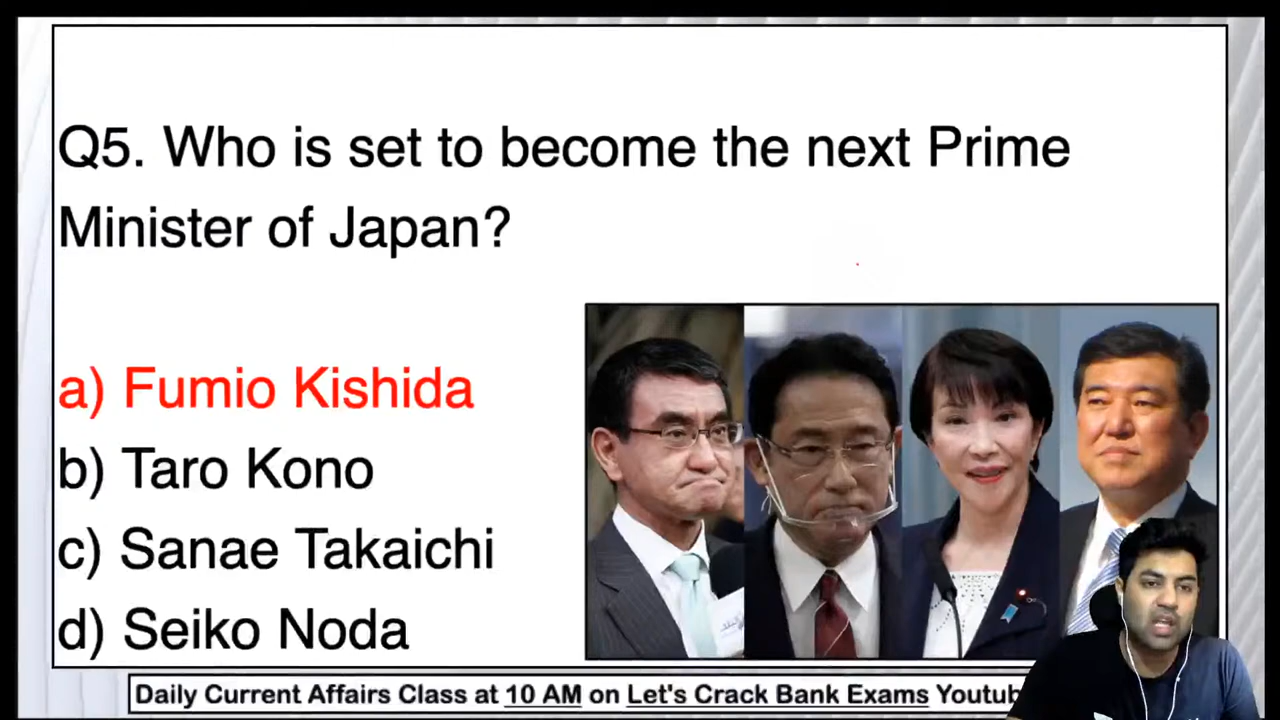 Q5. Who is set to become the next Prime
Minister of Japan?
a) Fumio Kishida
b) Taro Kono
c) Sanae Takaichi
d) Seiko Noda
Daily Current Affairs Class at 10 AM on Let's Crack Bank Exams Youtub